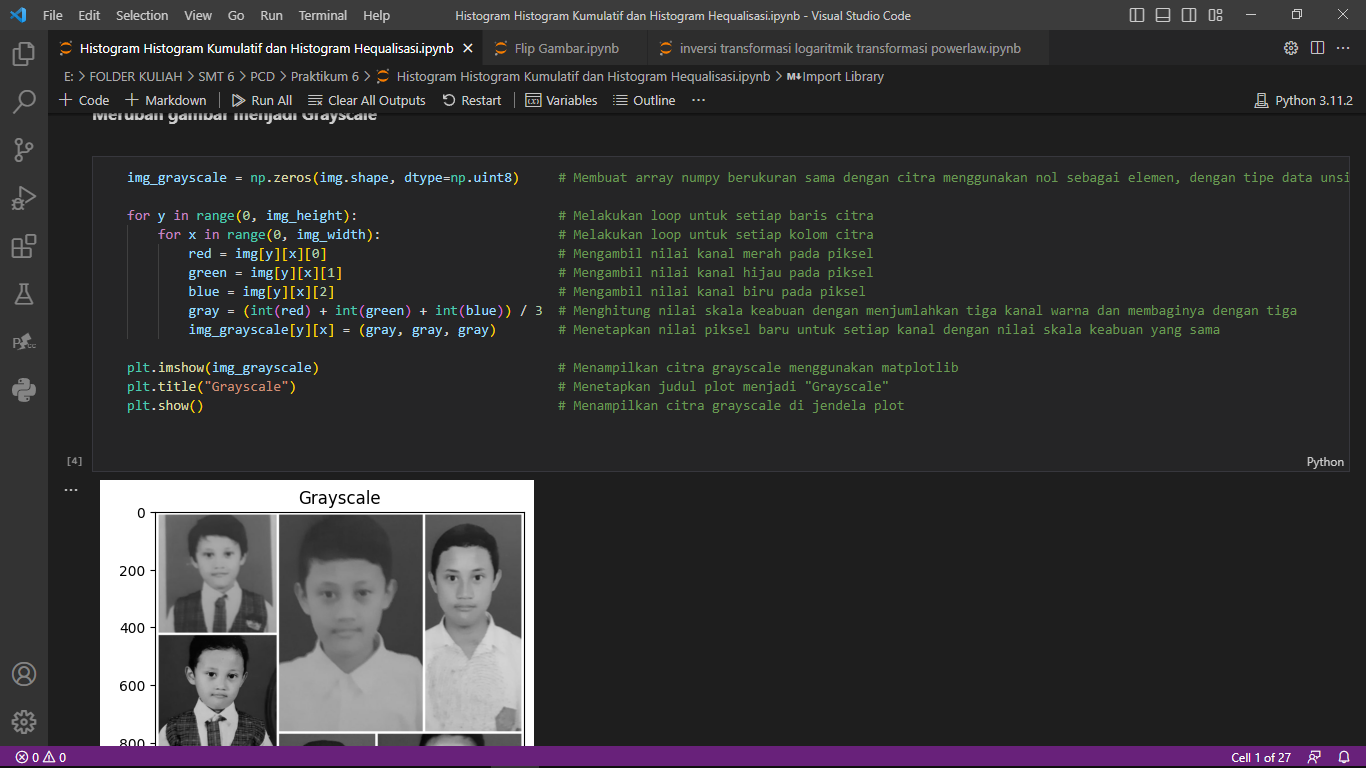 File Edit Selection View Go Run Terminal Help Histogram Histogram Kumulatif dan Histogram Hequalisasi.ipynb - Visual Studio Code
Histogram Histogram Kumulatif dan Histogram Hequalisasi.ipynb Flip Gambar.ipynb inversi transformasi logaritmik transformasi powerlaw.ipynb
E: > FOLDER KULIAH > SMT 6 > PCD > Praktikum 6 > Histogram Histogram Kumulatif dan Histogram Hequalisasi.ipynb > M↓Import Library
+ Code + Markdown Run All Clear All Outputs Restart Variables Outline ... Python 3.11.2
Merubah gambar menjadi Grayscale
img_grayscale = np.zeros(img.shape, dtype=np.uint8) # Membuat array numpy berukuran sama dengan citra menggunakan nol sebagai elemen, dengan tipe data unsi
for y in range(0, img_height): # Melakukan loop untuk setiap baris citra
for x in range(0, img_width): # Melakukan loop untuk setiap kolom citra
red = img[y][x][0] # Mengambil nilai kanal merah pada piksel
green = img[y][x][1] # Mengambil nilai kanal hijau pada piksel
blue = img[y][x][2] # Mengambil nilai kanal biru pada piksel
gray = (int(red) + int(green) + int(blue)) / 3 # Menghitung nilai skala keabuan dengan menjumlahkan tiga kanal warna dan membaginya dengan tiga
img_grayscale[y][x] = (gray, gray, gray) # Menetapkan nilai piksel baru untuk setiap kanal dengan nilai skala keabuan yang sama
plt.imshow(img_grayscale) # Menampilkan citra grayscale menggunakan matplotlib
plt.title("Grayscale") # Menetapkan judul plot menjadi "Grayscale"
plt.show() # Menampilkan citra grayscale di jendela plot
[4] Python
...
Grayscale
0
200
400
600
800
0 0 Cell 1 of 27